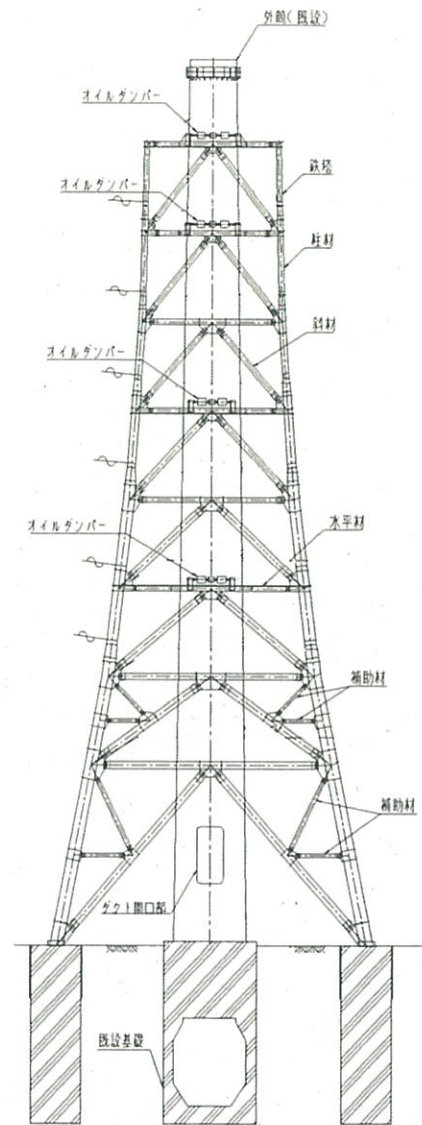 外筒(既設)
オイルダンパー
鉄塔
オイルダンパー
柱材
斜材
オイルダンパー
オイルダンパー
水平材
補助材
補助材
ダクト開口部
既設基礎